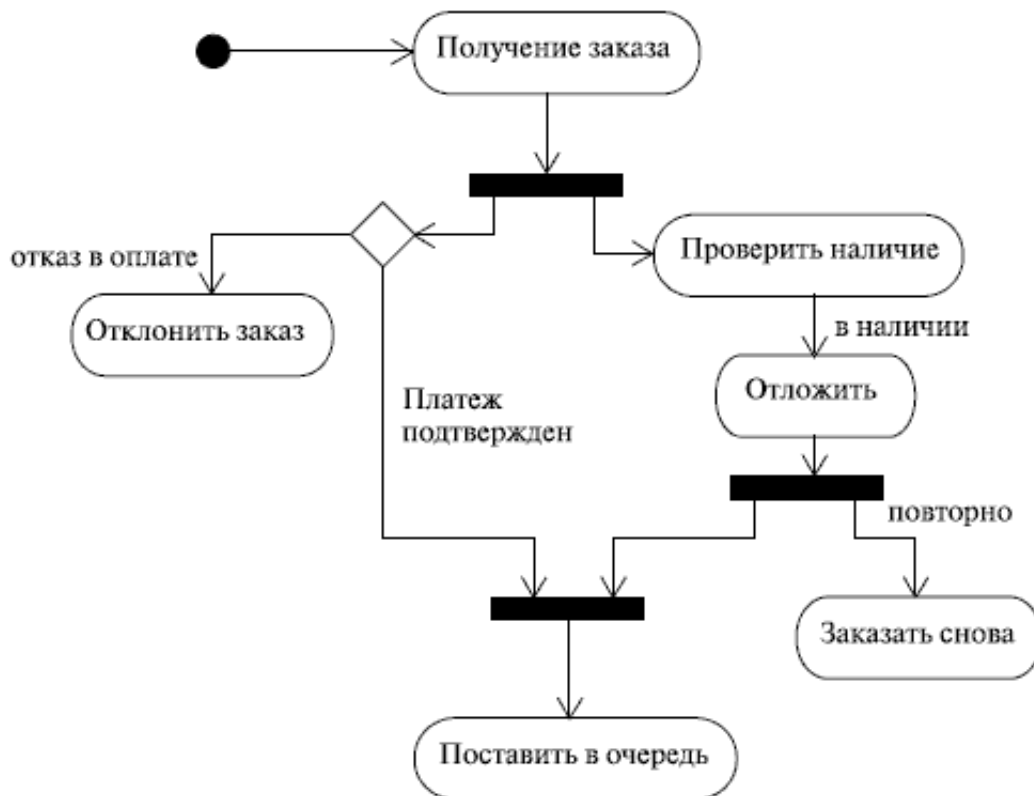 Получение заказа
Проверить наличие
отказ в оплате
Отклонить заказ
в наличии
Отложить
Платеж
подтвержден
повторно
Заказать снова
Поставить в очередь